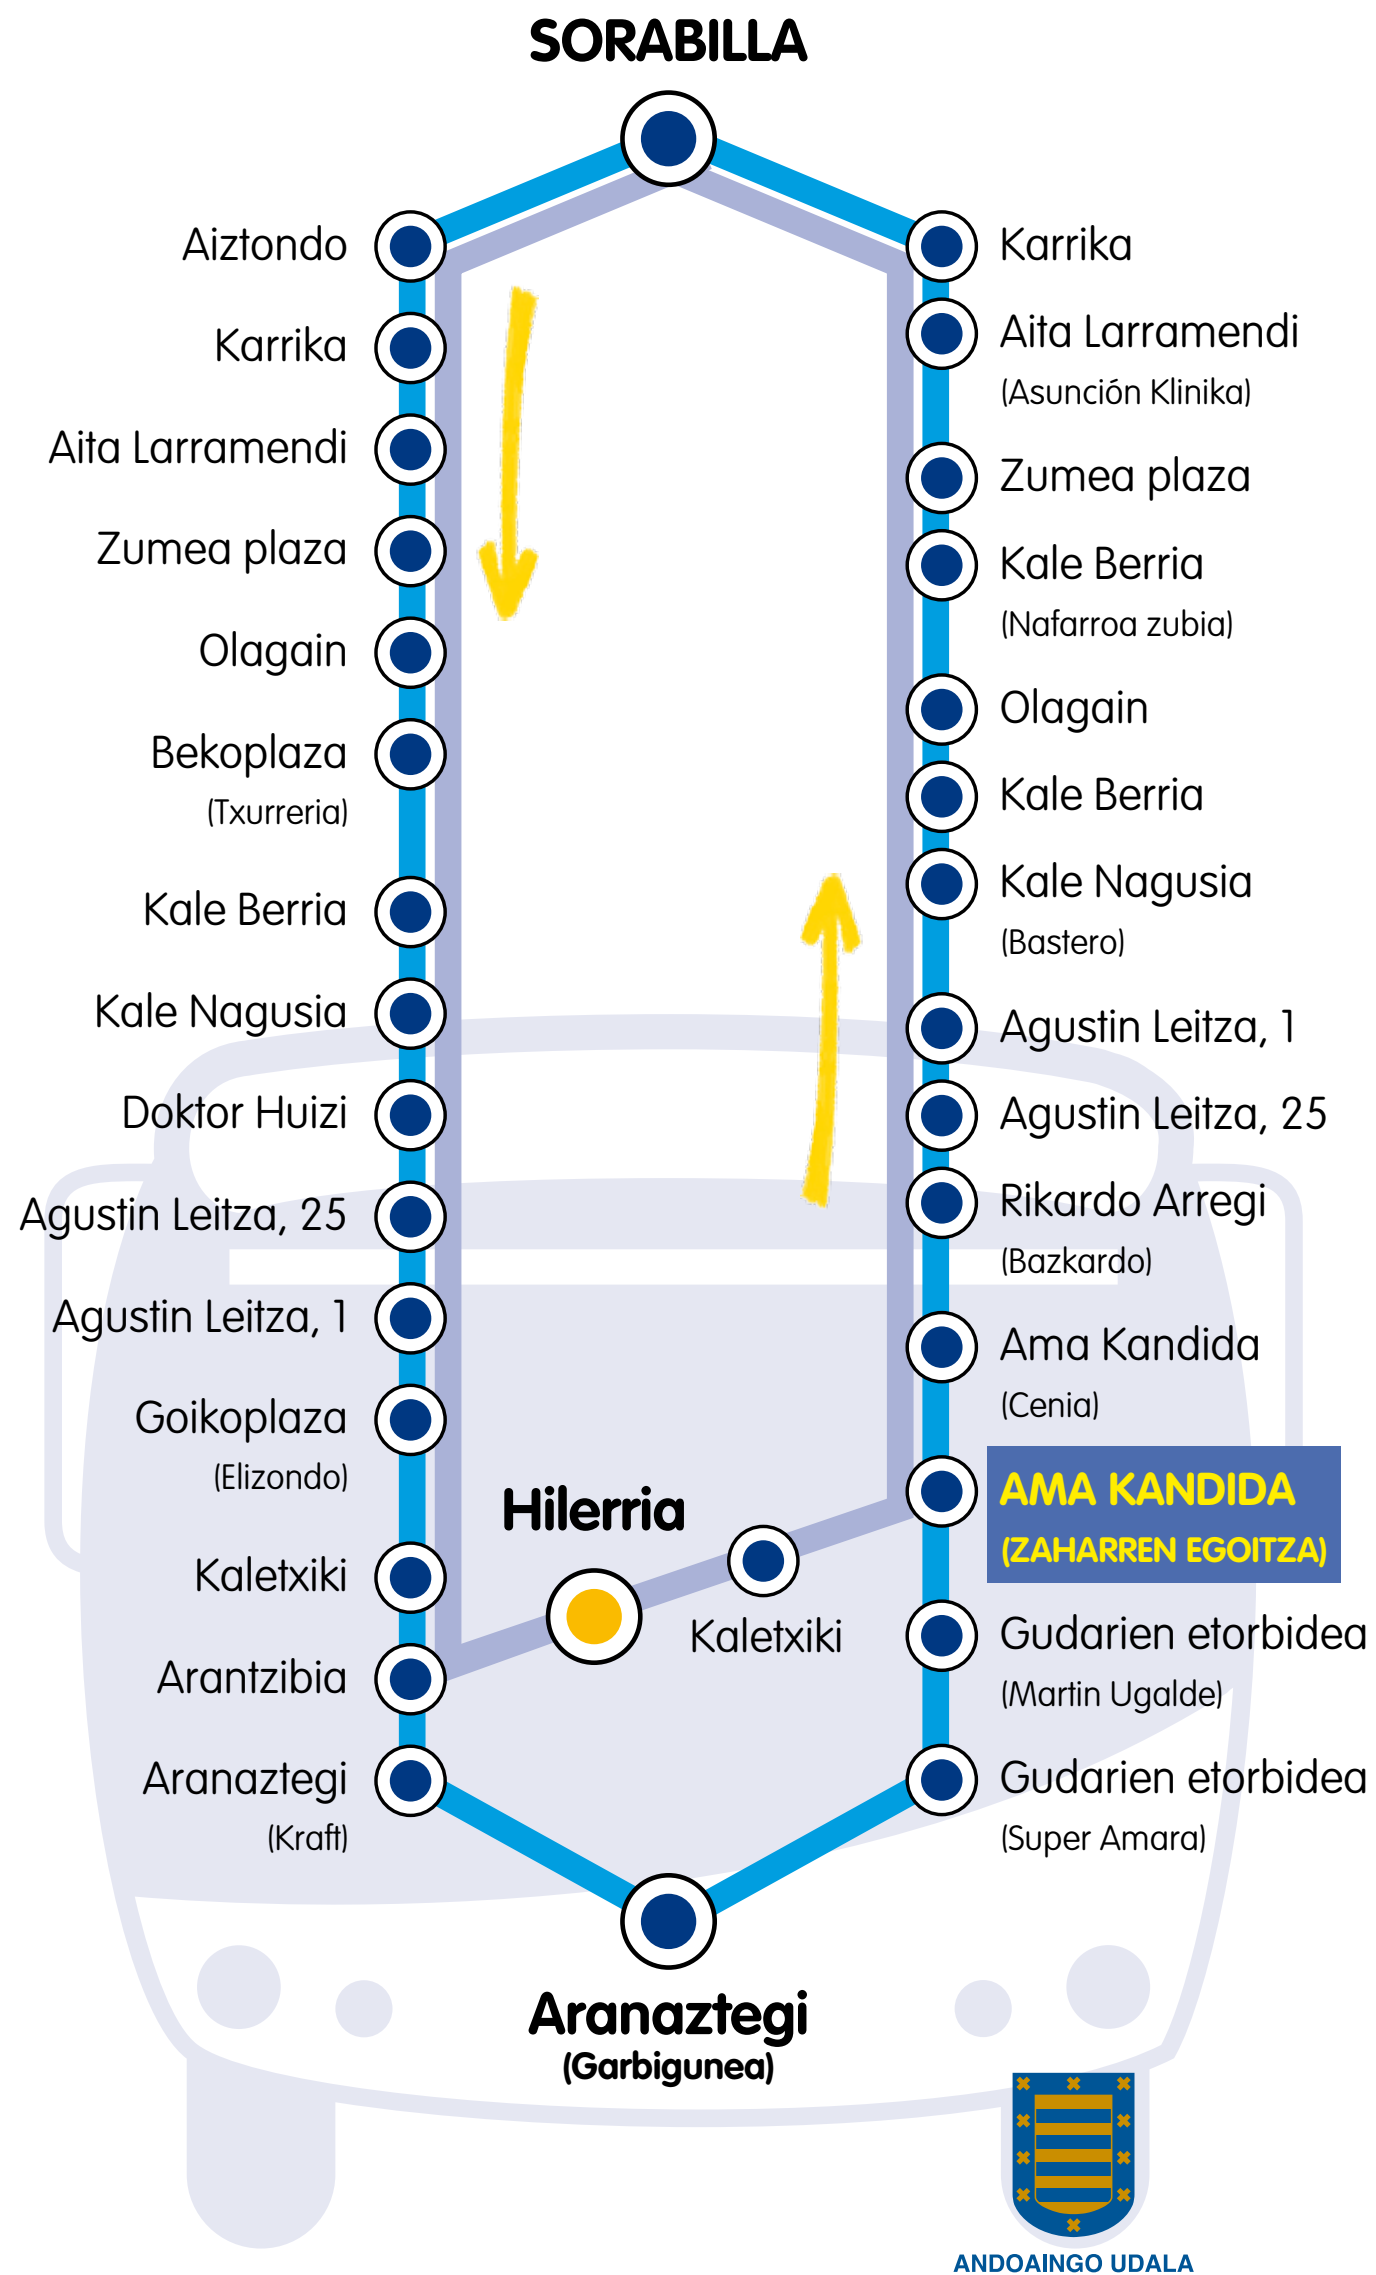 SORABILLA
Aiztondo
Karrika
Aita Larramendi
Zumea plaza
Olagain
Bekoplaza
(Txurreria)
Kale Berria
Kale Nagusia
Doktor Huizi
Agustin Leitza, 25
Agustin Leitza, 1
Goikoplaza
(Elizondo)
Kaletxiki
Arantzibia
Aranaztegi
(Kraft)
Hilerria
Kaletxiki
Karrika
Aita Larramendi
(Asunción Klinika)
Zumea plaza
Kale Berria
(Nafarroa zubia)
Olagain
Kale Berria
Kale Nagusia
(Bastero)
Agustin Leitza, 1
Agustin Leitza, 25
Rikardo Arregi
(Bazkardo)
Ama Kandida
(Cenia)
AMA KANDIDA
(ZAHARREN EGOITZA)
Gudarien etorbidea
(Martin Ugalde)
Gudarien etorbidea
(Super Amara)
Aranaztegi
(Garbigunea)
ANDOAINGO UDALA